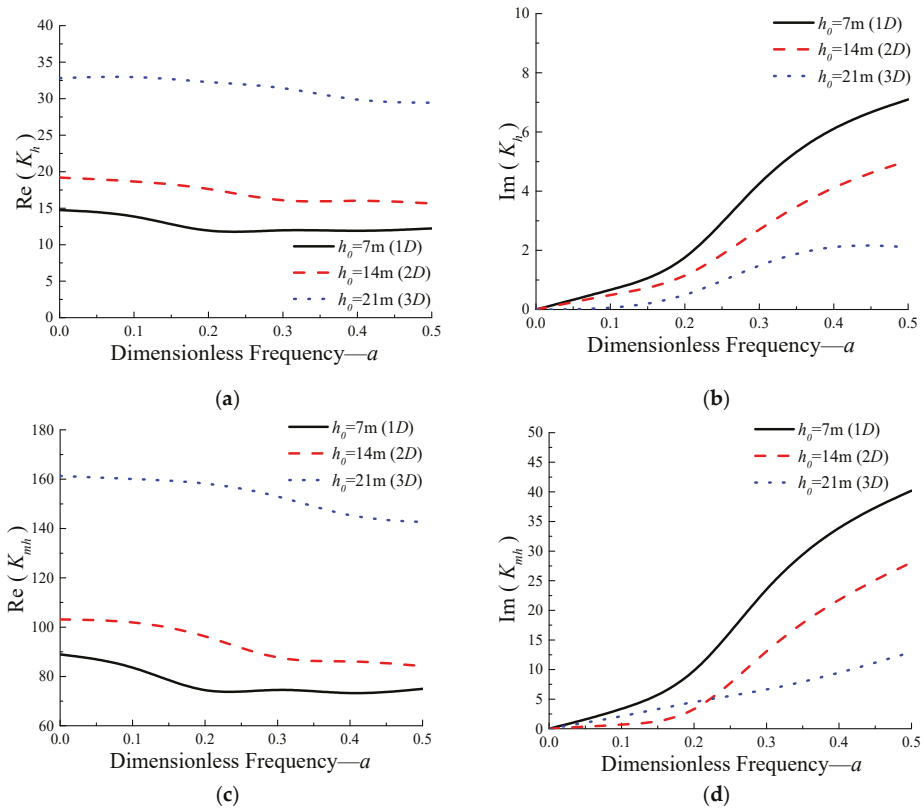 40
35
30
25
20
15
10
5
0
Re ( K_h )
h_0=7m (1D)
h_0=14m (2D)
h_0=21m (3D)
0.0 0.1 0.2 0.3 0.4 0.5
Dimensionless Frequency—a
(a)
10
8
6
4
2
0
Im ( K_h )
h_0=7m (1D)
h_0=14m (2D)
h_0=21m (3D)
0.0 0.1 0.2 0.3 0.4 0.5
Dimensionless Frequency—a
(b)
180
160
140
120
100
80
60
Re ( K_mh )
h_0=7m (1D)
h_0=14m (2D)
h_0=21m (3D)
0.0 0.1 0.2 0.3 0.4 0.5
Dimensionless Frequency—a
(c)
50
45
40
35
30
25
20
15
10
5
0
Im ( K_mh )
h_0=7m (1D)
h_0=14m (2D)
h_0=21m (3D)
0.0 0.1 0.2 0.3 0.4 0.5
Dimensionless Frequency—a
(d)